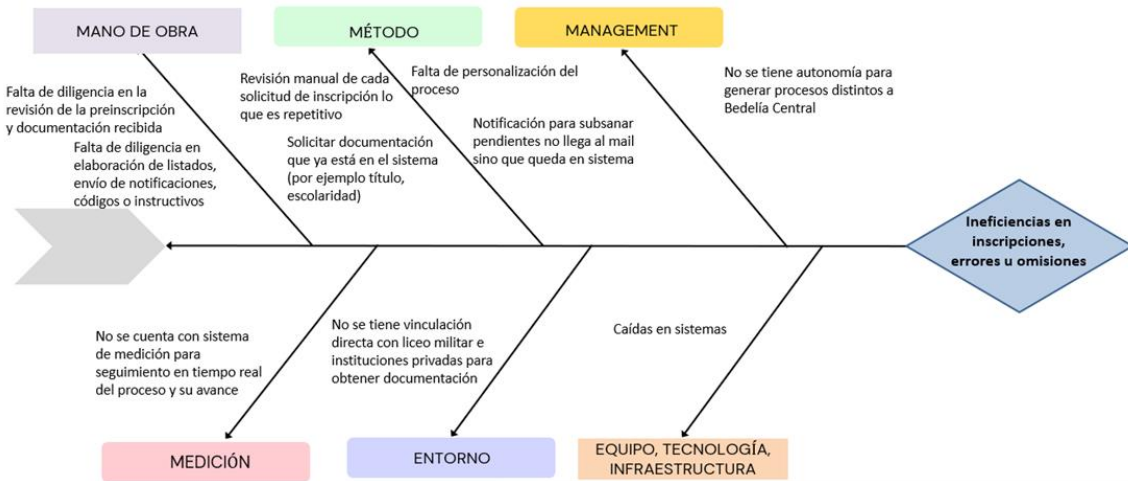 MANO DE OBRA
MÉTODO
MANAGEMENT
Falta de diligencia en la
revisión de la preinscripción
y documentación recibida
Falta de diligencia en
elaboración de listados,
envío de notificaciones,
códigos o instructivos
Revisión manual de cada
solicitud de inscripción lo
que es repetitivo
Solicitar documentación
que ya está en el sistema
(por ejemplo título,
escolaridad)
Falta de personalización del
proceso
Notificación para subsanar
pendientes no llega al mail
sino que queda en sistema
No se tiene autonomía para
generar procesos distintos a
Bedelía Central
Ineficiencias en
inscripciones,
errores u omisiones
No se cuenta con sistema
de medición para
seguimiento en tiempo real
del proceso y su avance
No se tiene vinculación
directa con liceo militar e
instituciones privadas para
obtener documentación
Caídas en sistemas
MEDICIÓN
ENTORNO
EQUIPO, TECNOLOGÍA,
INFRAESTRUCTURA